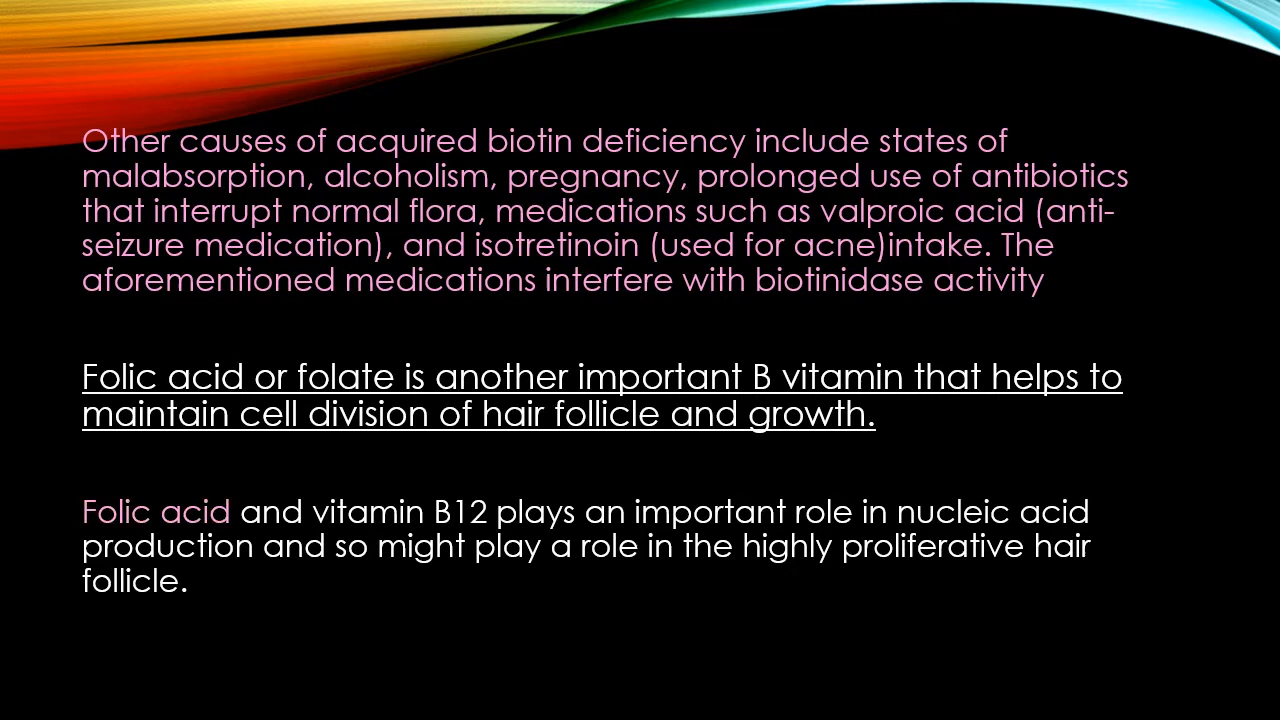 Other causes of acquired biotin deficiency include states of
malabsorption, alcoholism, pregnancy, prolonged use of antibiotics
that interrupt normal flora, medications such as valproic acid (anti-
seizure medication), and isotretinoin (used for acne)intake. The
aforementioned medications interfere with biotinidase activity
Folic acid or folate is another important B vitamin that helps to
maintain cell division of hair follicle and growth.
Folic acid and vitamin B12 plays an important role in nucleic acid
production and so might play a role in the highly proliferative hair
follicle.